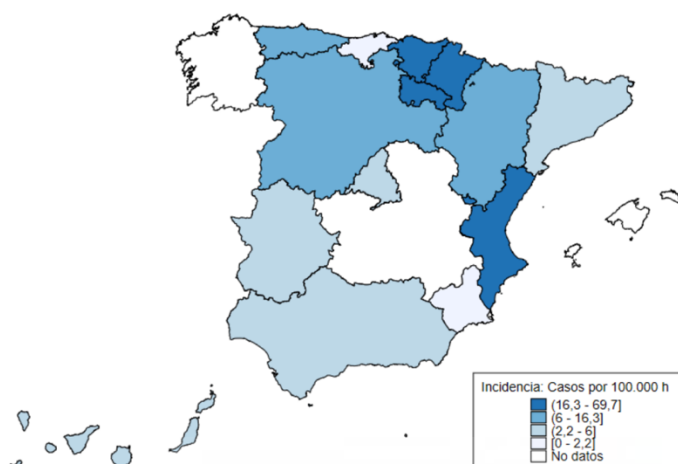 Incidencia: Casos por 100.000 h
(16,3 - 69,7]
(6 - 16,3]
(2,2 - 6]
[0 - 2,2]
No datos